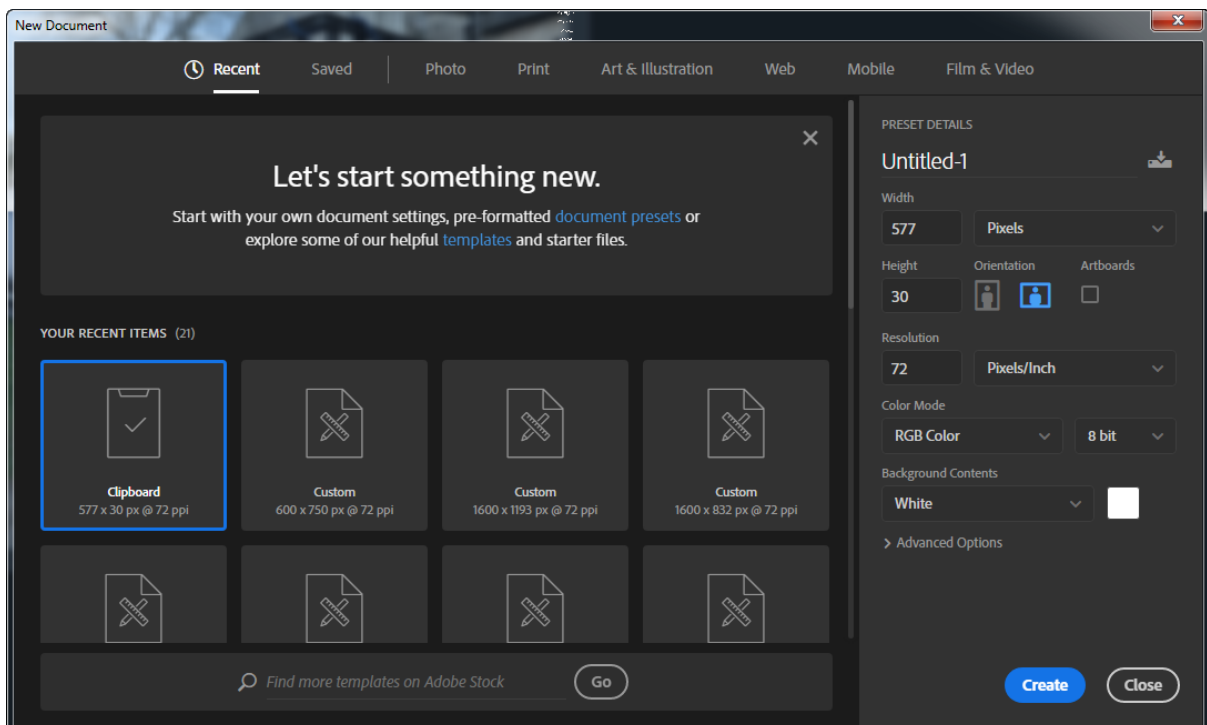 New Document
Recent Saved Photo Print Art & Illustration Web Mobile Film & Video
Let's start something new.
Start with your own document settings, pre-formatted document presets or
explore some of our helpful templates and starter files.
YOUR RECENT ITEMS (21)
Clipboard
577 x 30 px @ 72 ppi
Custom
600 x 750 px @ 72 ppi
Custom
1600 x 1193 px @ 72 ppi
Custom
1600 x 832 px @ 72 ppi
Find more templates on Adobe Stock Go
PRESET DETAILS
Untitled-1
Width
577 Pixels
Height Orientation Artboards
30
Resolution
72 Pixels/Inch
Color Mode
RGB Color 8 bit
Background Contents
White
Advanced Options
Create Close